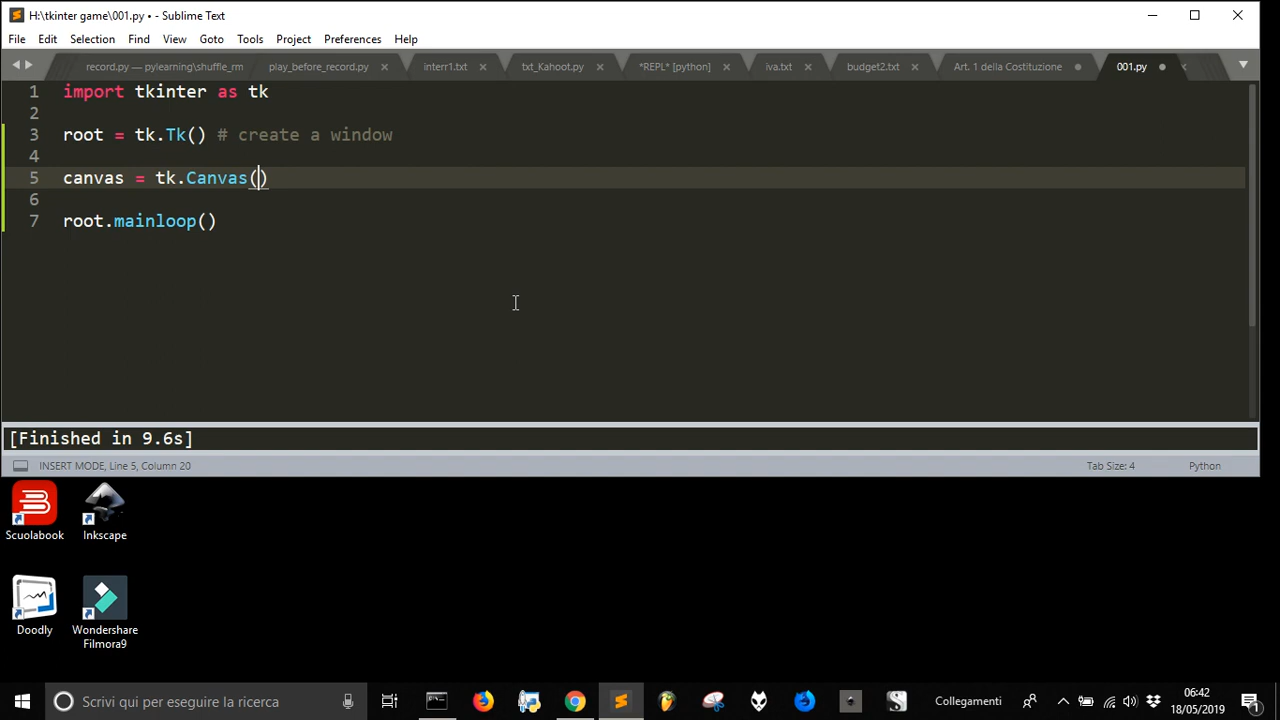 H:\tkinter game\001.py • - Sublime Text
File Edit Selection Find View Goto Tools Project Preferences Help
record.py — pylearning\shuffle_rm play_before_record.py interr1.txt txt_Kahoot.py *REPL* [python] iva.txt budget2.txt Art. 1 della Costituzione 001.py
1 import tkinter as tk
2
3 root = tk.Tk() # create a window
4
5 canvas = tk.Canvas()
6
7 root.mainloop()
[Finished in 9.6s]
INSERT MODE, Line 5, Column 20 Tab Size: 4 Python
Scuolabook Inkscape
Doodly Wondershare
Filmora9
Scrivi qui per eseguire la ricerca Collegamenti 06:42
18/05/2019 1